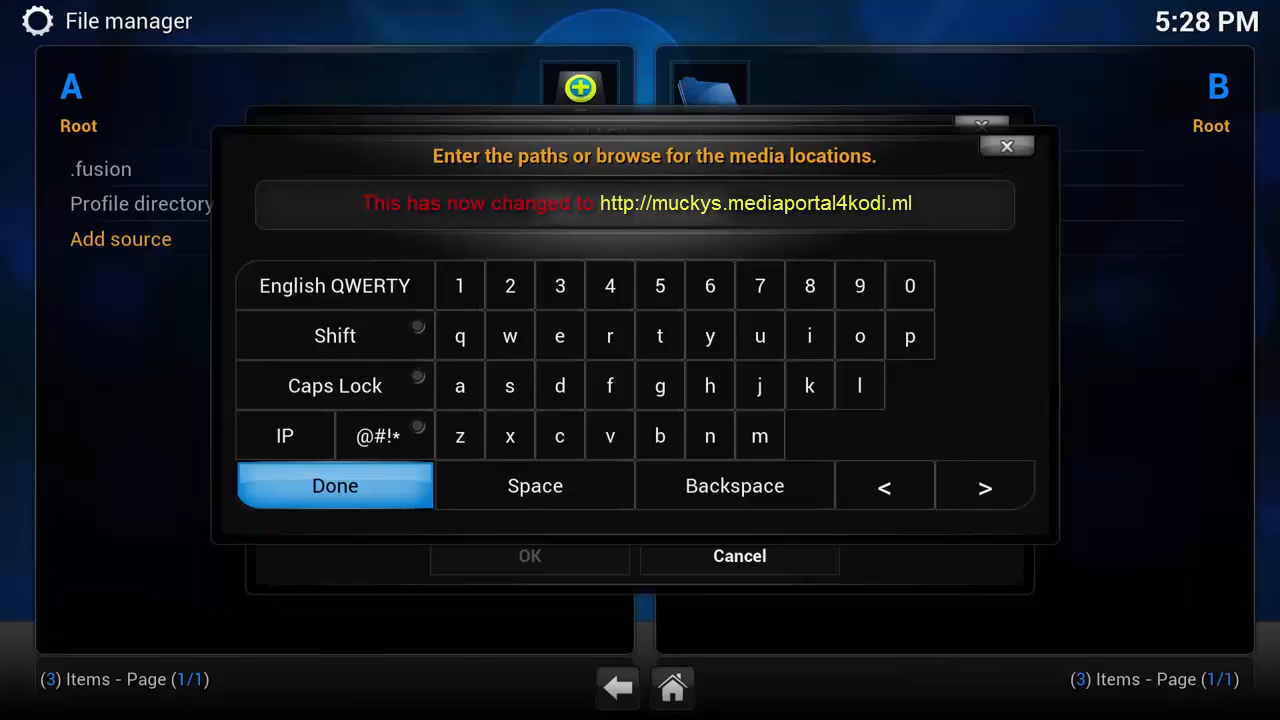 File manager
5:28 PM
A
B
Root
Root
.fusion
Profile directory
Add source
Enter the paths or browse for the media locations.
This has now changed to http://muckys.mediaportal4kodi.ml
English QWERTY 1 2 3 4 5 6 7 8 9 0
Shift q w e r t y u i o p
Caps Lock a s d f g h j k l
IP @#!* z x c v b n m
Done Space Backspace < >
OK Cancel
(3) Items - Page (1/1)
(3) Items - Page (1/1)